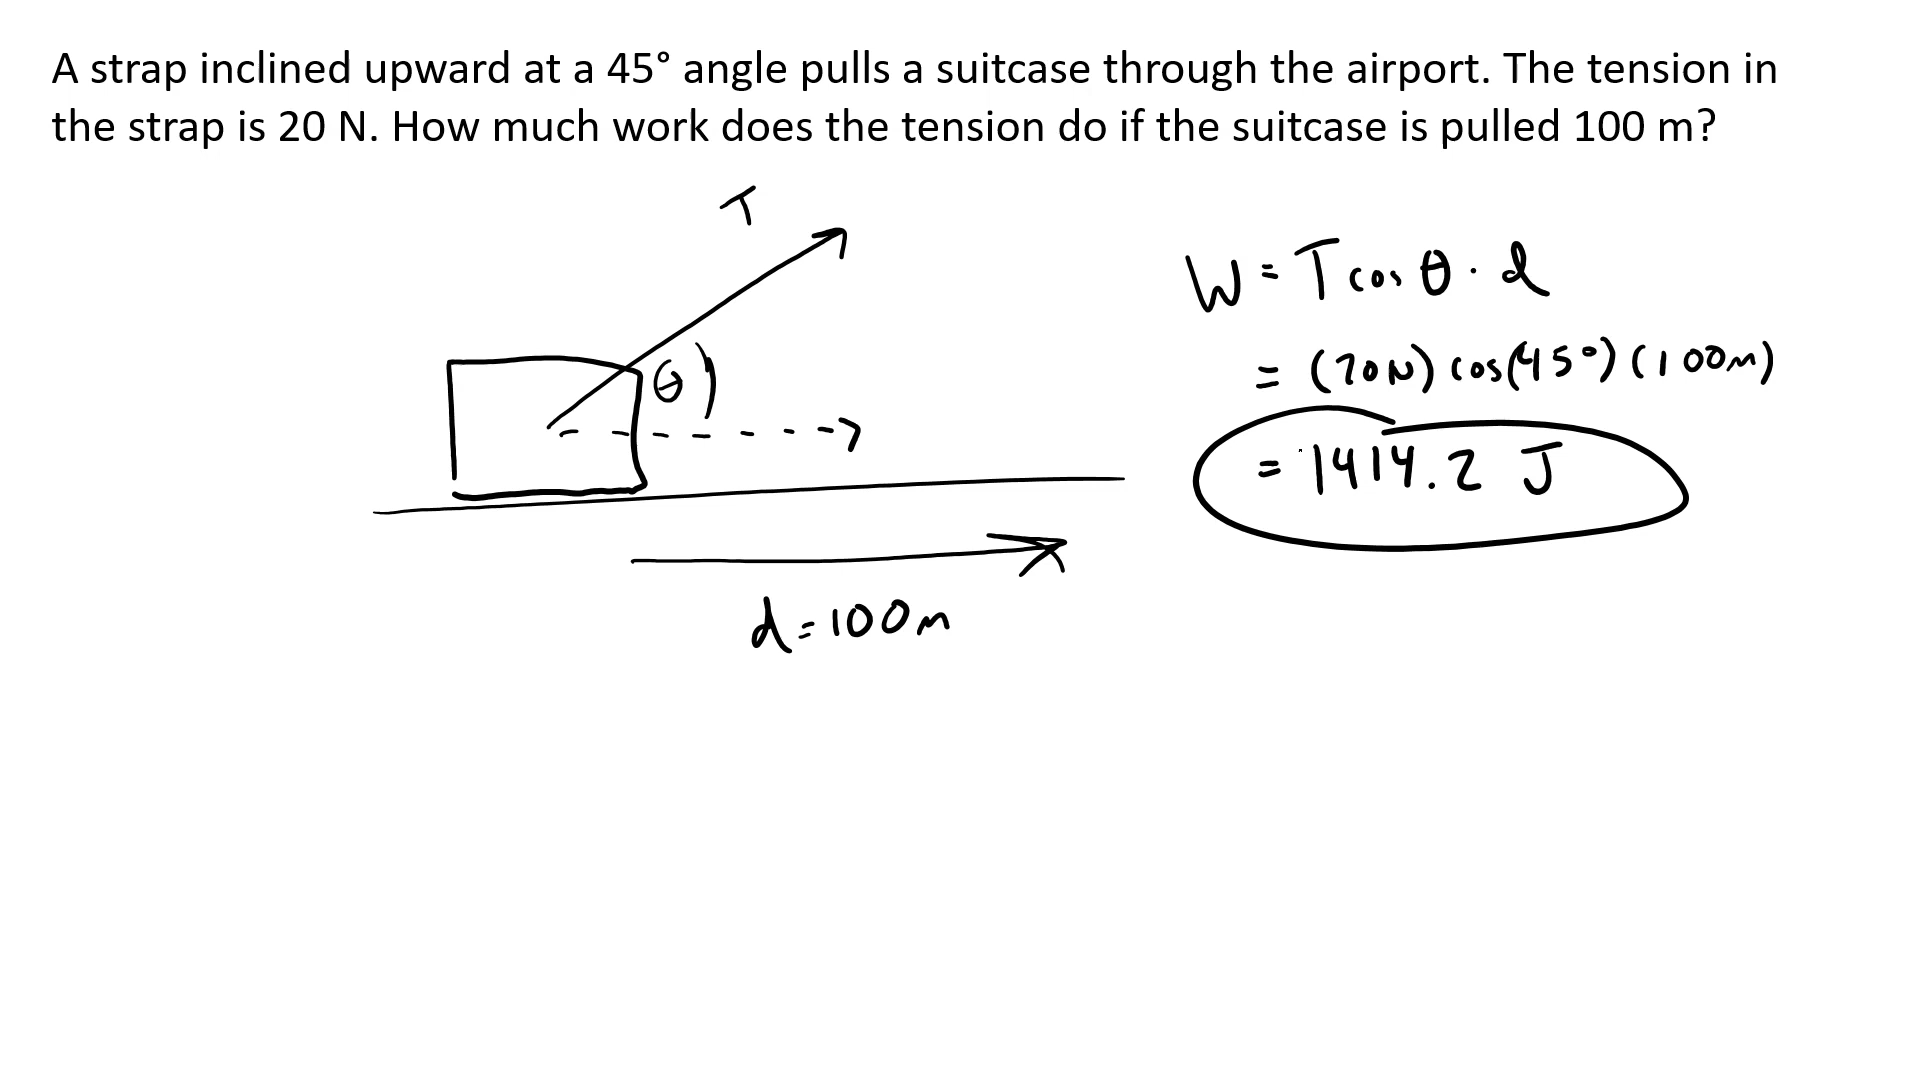 A strap inclined upward at a 45° angle pulls a suitcase through the airport. The tension in
the strap is 20 N. How much work does the tension do if the suitcase is pulled 100 m?
T
θ
d = 100m
W = T cos θ · d
= (20N) cos(45°) (100m)
= 1414.2 J